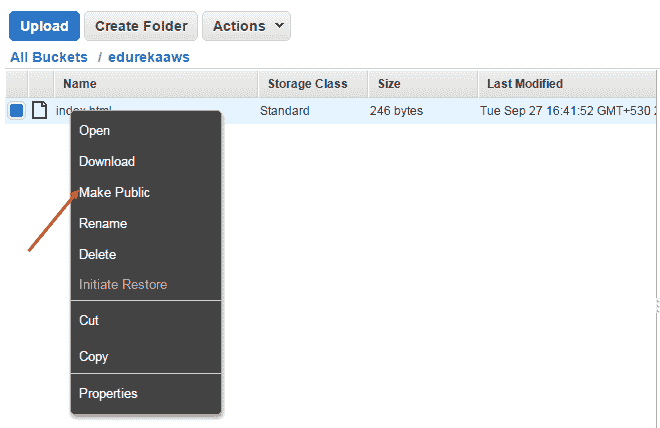 Upload Create Folder Actions
All Buckets / edurekaaws
Name Storage Class Size Last Modified
index.html Standard 246 bytes Tue Sep 27 16:41:52 GMT+530 2
Open
Download
Make Public
Rename
Delete
Initiate Restore
Cut
Copy
Properties